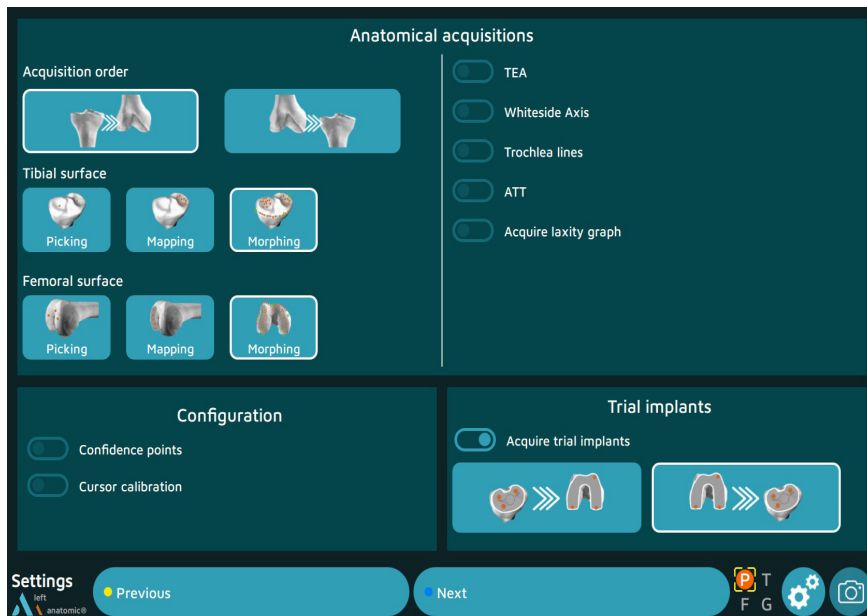 Anatomical acquisitions
Acquisition order
TEA
Whiteside Axis
Trochlea lines
ATT
Acquire laxity graph
Tibial surface
Picking
Mapping
Morphing
Femoral surface
Picking
Mapping
Morphing
Configuration
Confidence points
Cursor calibration
Trial implants
Acquire trial implants
Settings
left
anatomic®
Previous
Next
P T
F G